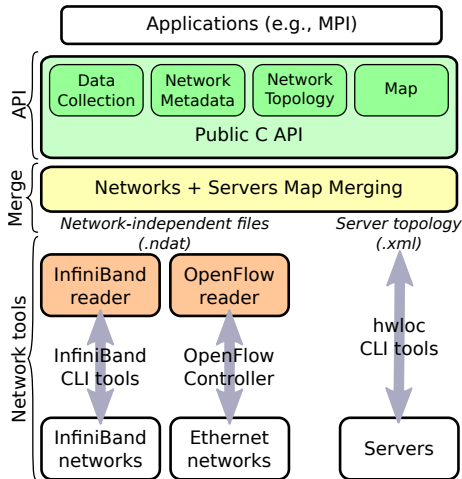 Applications (e.g., MPI)
API
Data
Collection
Network
Metadata
Network
Topology
Map
Public C API
Merge
Networks + Servers Map Merging
Network-independent files
(.ndat)
Server topology
(.xml)
Network tools
InfiniBand
reader
OpenFlow
reader
InfiniBand
CLI tools
OpenFlow
Controller
hwloc
CLI tools
InfiniBand
networks
Ethernet
networks
Servers